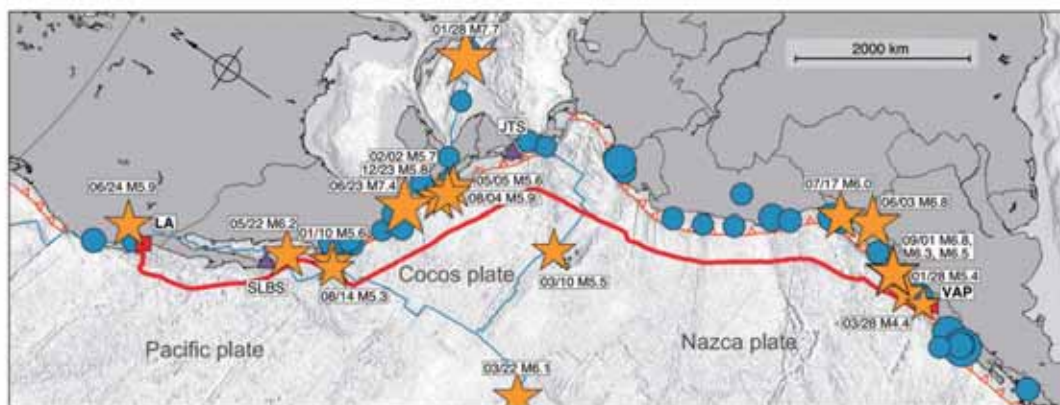 01/28 M7.7
2000 km
N
JTS
02/02 M5.7
12/23 M5.8
06/23 M7.4
05/05 M5.6
08/04 M5.9
06/24 M5.9
LA
05/22 M6.2
01/10 M5.6
SLBS
08/14 M5.3
Cocos plate
03/10 M5.5
07/17 M6.0
06/03 M6.8
09/01 M6.8,
M6.3, M6.5
01/28 M5.4
VAP
03/28 M4.4
Pacific plate
Nazca plate
03/22 M6.1